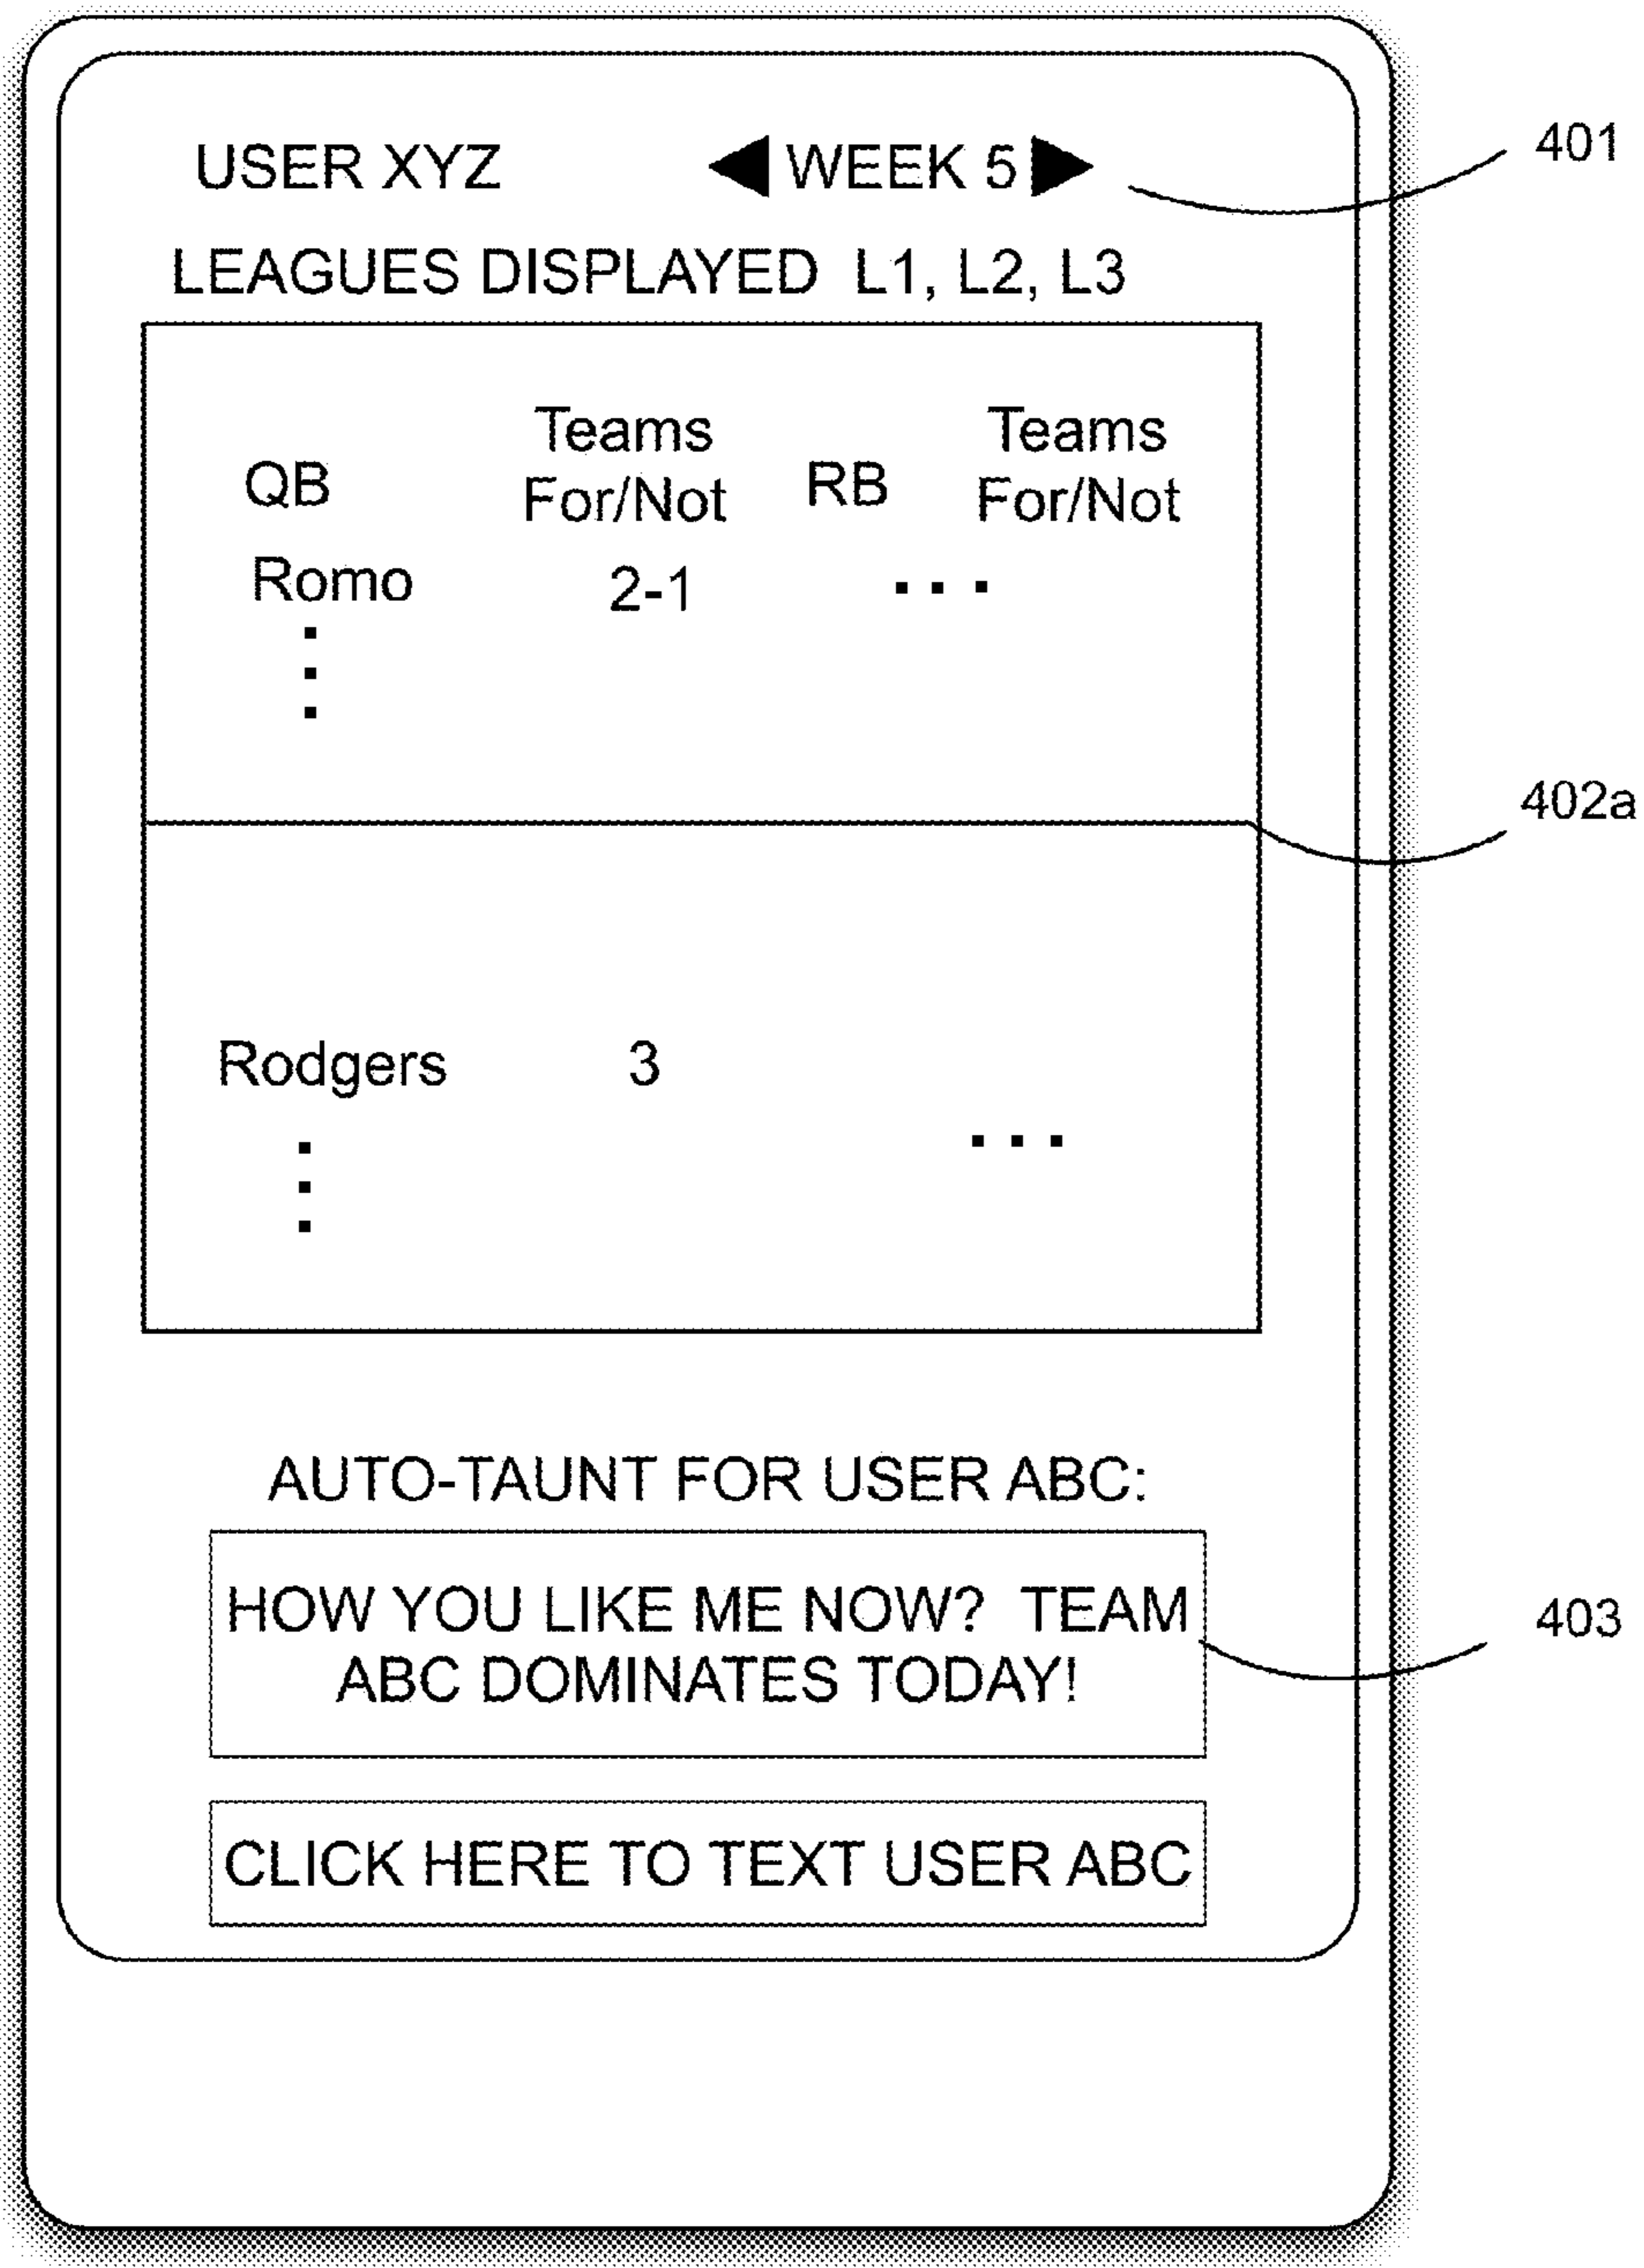 USER XYZ ◀ WEEK 5 ▶
401
LEAGUES DISPLAYED L1, L2, L3
Teams Teams
QB For/Not RB For/Not
Romo 2-1 ...
402a
Rodgers 3
...
AUTO-TAUNT FOR USER ABC:
HOW YOU LIKE ME NOW? TEAM
ABC DOMINATES TODAY!
403
CLICK HERE TO TEXT USER ABC